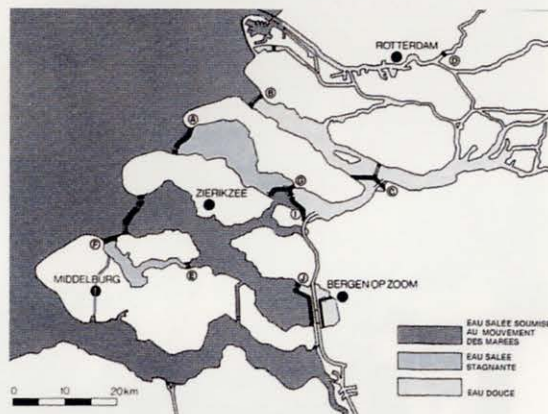 ROTTERDAM
D
B
A
G
C
ZIERIKZEE
I
F
J
BERGEN OP ZOOM
MIDDELBURG
E
EAU SALÉE SOUMISE
AU MOUVEMENT
DES MARÉES
EAU SALÉE
STAGNANTE
EAU DOUCE
0 10 20 km